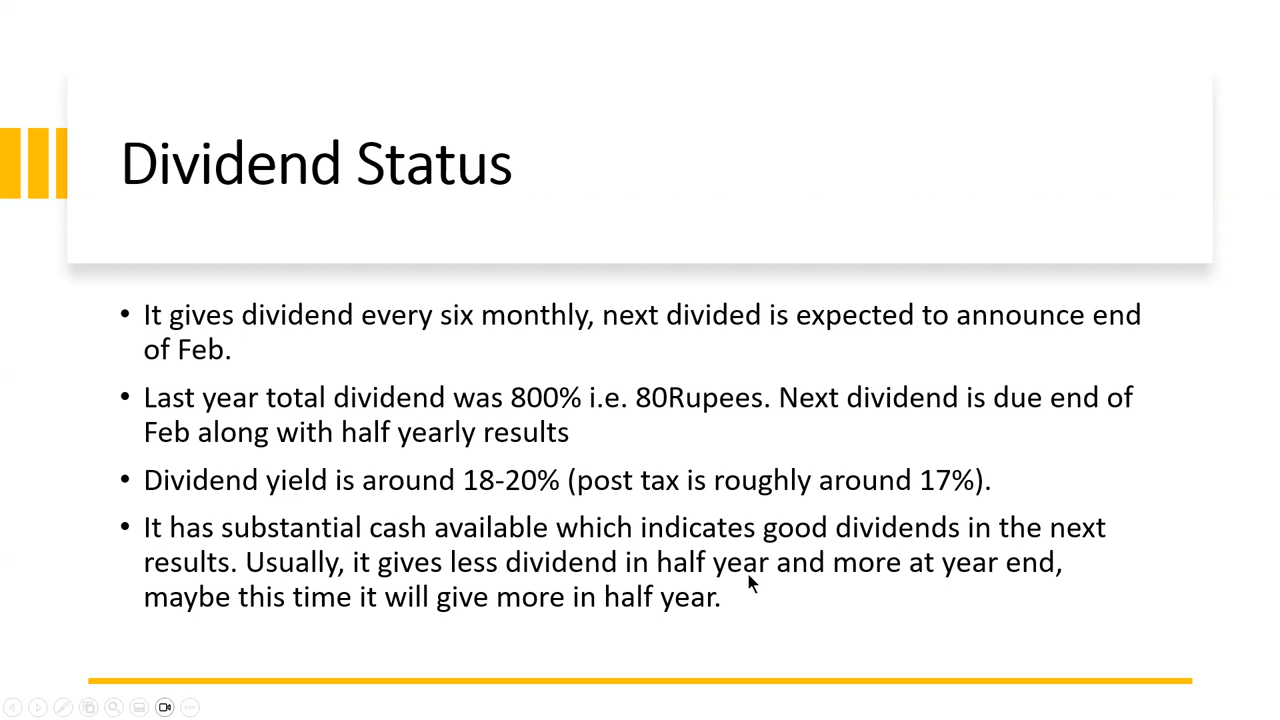 Dividend Status
• It gives dividend every six monthly, next divided is expected to announce end
of Feb.
• Last year total dividend was 800% i.e. 80Rupees. Next dividend is due end of
Feb along with half yearly results
• Dividend yield is around 18-20% (post tax is roughly around 17%).
• It has substantial cash available which indicates good dividends in the next
results. Usually, it gives less dividend in half year and more at year end,
maybe this time it will give more in half year.